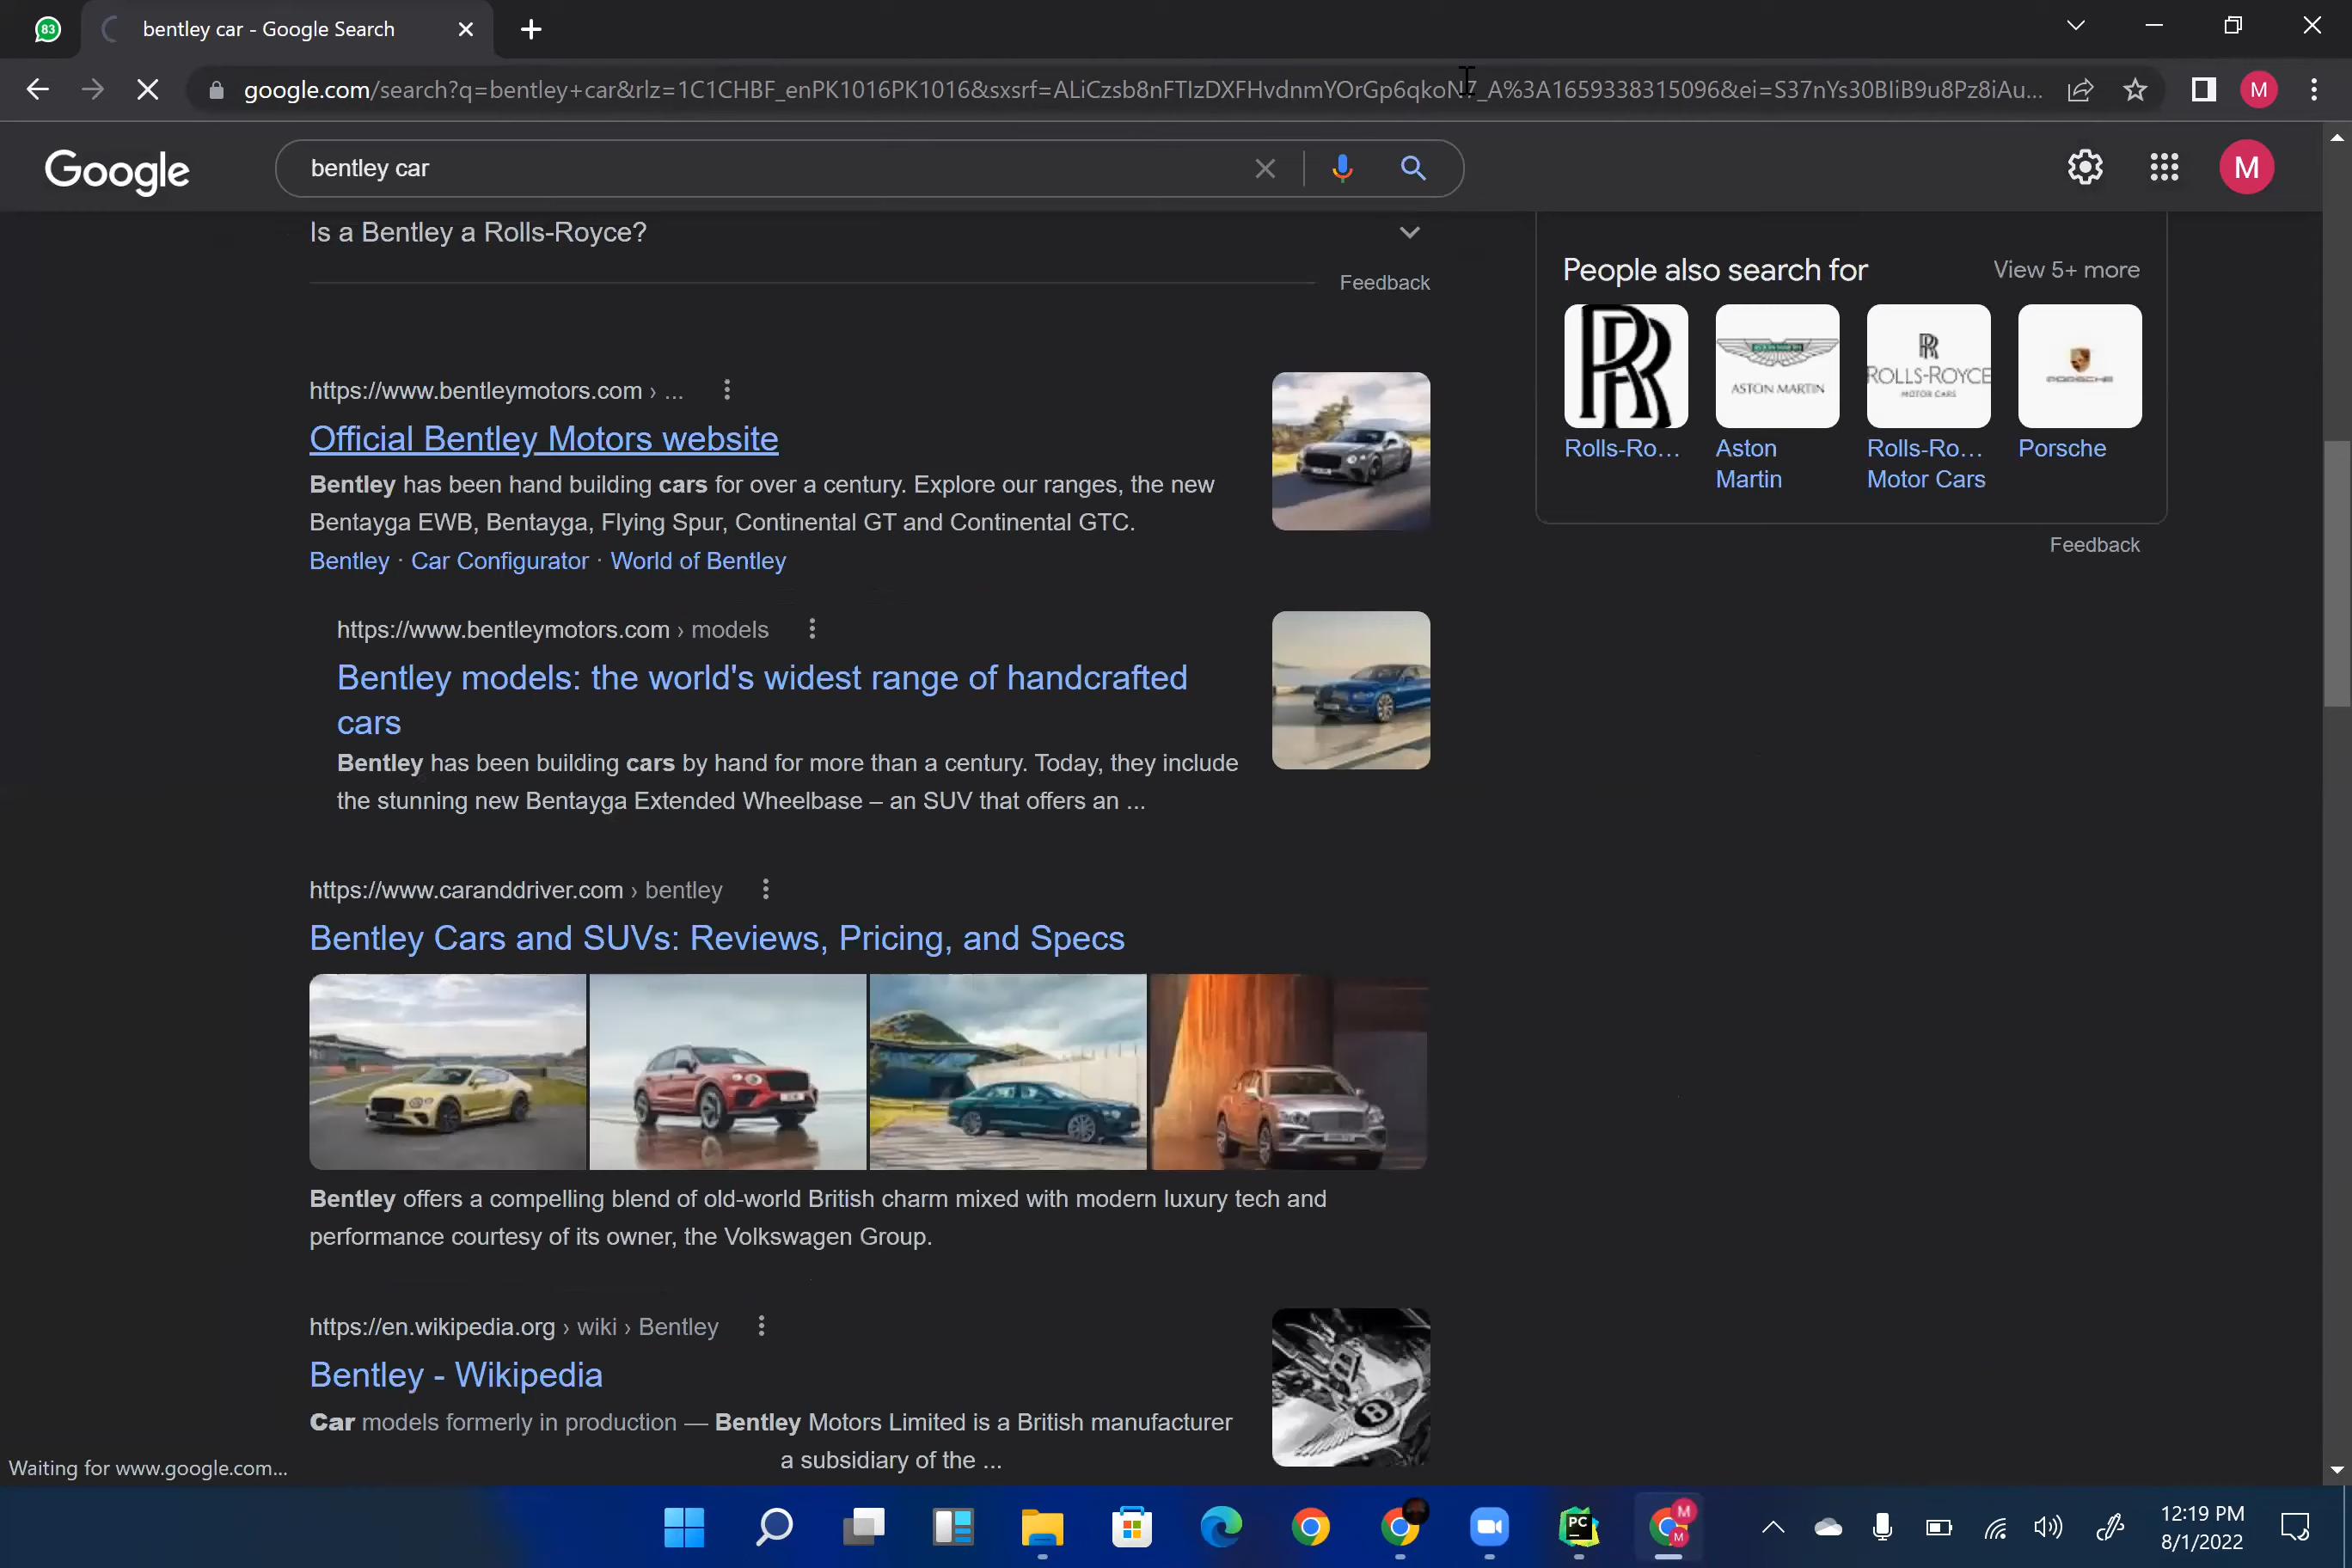 83
bentley car - Google Search
google.com/search?q=bentley+car&rlz=1C1CHBF_enPK1016PK1016&sxsrf=ALiCzsb8nFTIzDXFHvdnmYOrGp6qkoN7_A%3A1659338315096&ei=S37nYs30BIiB9u8Pz8iAu...
M
Google
bentley car
M
Is a Bentley a Rolls-Royce?
Feedback
People also search for
View 5+ more
ASTON MARTIN
ROLLS-ROYCE
MOTOR CARS
PORSCHE
Rolls-Ro...
Aston
Martin
Rolls-Ro...
Motor Cars
Porsche
Feedback
https://www.bentleymotors.com › ...
Official Bentley Motors website
Bentley has been hand building cars for over a century. Explore our ranges, the new
Bentayga EWB, Bentayga, Flying Spur, Continental GT and Continental GTC.
Bentley · Car Configurator · World of Bentley
https://www.bentleymotors.com › models
Bentley models: the world's widest range of handcrafted
cars
Bentley has been building cars by hand for more than a century. Today, they include
the stunning new Bentayga Extended Wheelbase – an SUV that offers an ...
https://www.caranddriver.com › bentley
Bentley Cars and SUVs: Reviews, Pricing, and Specs
Bentley offers a compelling blend of old-world British charm mixed with modern luxury tech and
performance courtesy of its owner, the Volkswagen Group.
https://en.wikipedia.org › wiki › Bentley
Bentley - Wikipedia
Car models formerly in production — Bentley Motors Limited is a British manufacturer
a subsidiary of the ...
B
Waiting for www.google.com...
PC
M
M
12:19 PM
8/1/2022